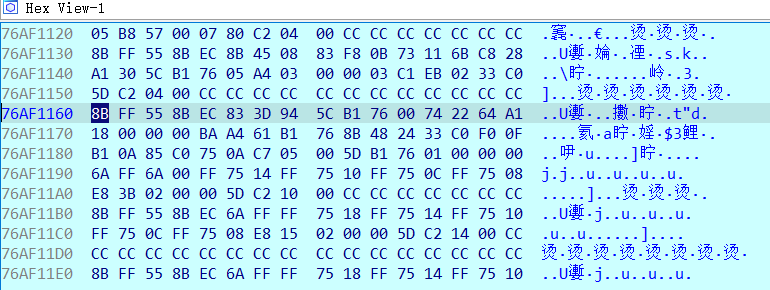 Hex View-1
76AF1120 05 B8 57 00 07 80 C2 04 00 CC CC CC CC CC CC CC .寪·€...烫·烫·烫·.
76AF1130 8B FF 55 8B EC 8B 45 08 83 F8 0B 73 11 6B C8 28 ..U嬱·婨·.凐·.s.k..
76AF1140 A1 30 5C B1 76 05 A4 03 00 00 03 C1 EB 02 33 C0 ..\眝·......岭·.3.
76AF1150 5D C2 04 00 CC CC CC CC CC CC CC CC CC CC CC CC ]...烫·烫·烫·烫·烫·烫·
76AF1160 8B FF 55 8B EC 83 3D 94 5C B1 76 00 74 22 64 A1 ..U嬱·...擻·眝·.t"d.
76AF1170 18 00 00 00 BA A4 61 B1 76 8B 48 24 33 C0 F0 0F ....氦·a眝·婬·$3鲤·.
76AF1180 B1 0A 85 C0 75 0A C7 05 00 5D B1 76 01 00 00 00 ..吚·u....]眝·....
76AF1190 6A FF 6A 00 FF 75 14 FF 75 10 FF 75 0C FF 75 08 j.j..u..u..u..u.
76AF11A0 E8 3B 02 00 00 5D C2 10 00 CC CC CC CC CC CC CC .....]...烫·烫·烫·.
76AF11B0 8B FF 55 8B EC 6A FF FF 75 18 FF 75 14 FF 75 10 ..U嬱·j..u..u..u.
76AF11C0 FF 75 0C FF 75 08 E8 15 02 00 00 5D C2 14 00 CC .u..u......]....
76AF11D0 CC CC CC CC CC CC CC CC CC CC CC CC CC CC CC CC 烫·烫·烫·烫·烫·烫·烫·烫·
76AF11E0 8B FF 55 8B EC 6A FF FF 75 18 FF 75 14 FF 75 10 ..U嬱·j..u..u..u.